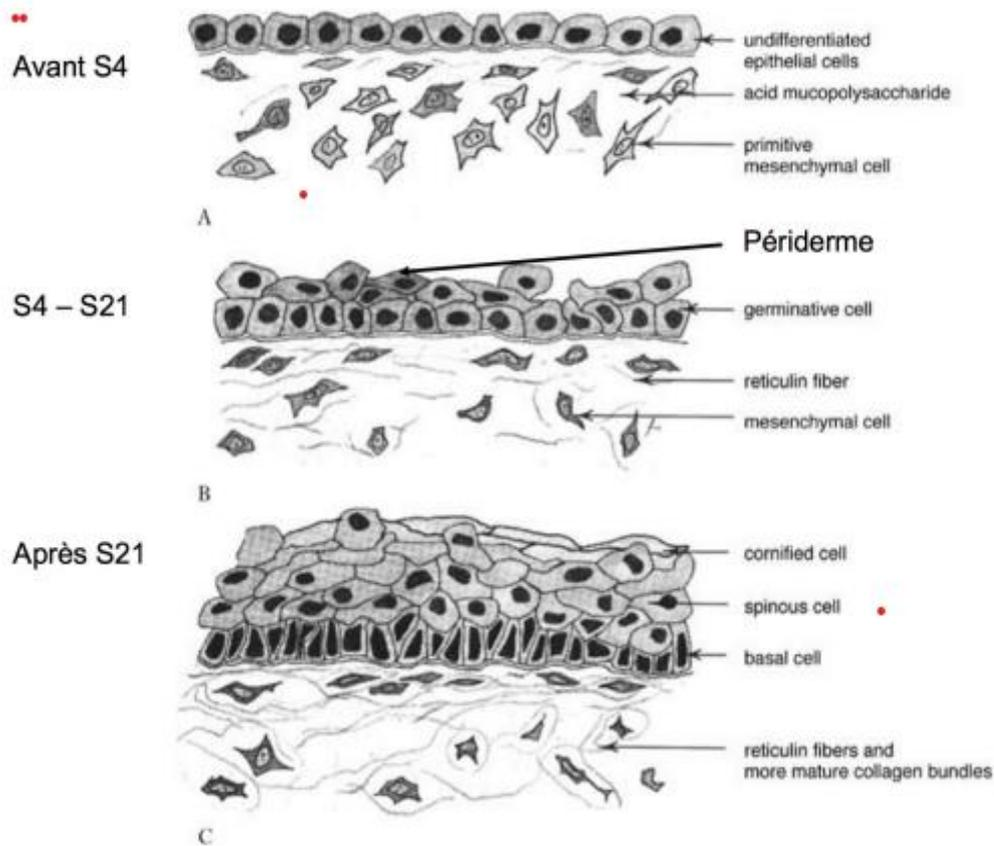 Avant S4
undifferentiated
epithelial cells
acid mucopolysaccharide
primitive
mesenchymal cell
A
Périderme
S4 – S21
germinative cell
reticulin fiber
mesenchymal cell
B
Après S21
cornified cell
spinous cell
basal cell
reticulin fibers and
more mature collagen bundles
C